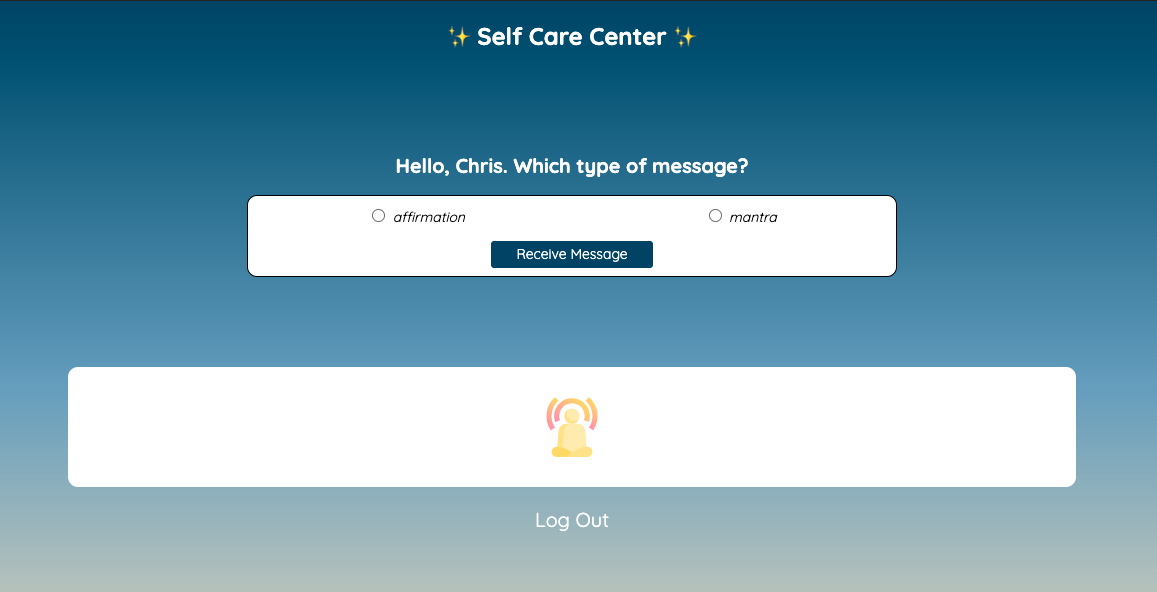 ✨ Self Care Center ✨
Hello, Chris. Which type of message?
affirmation mantra
Receive Message
Log Out